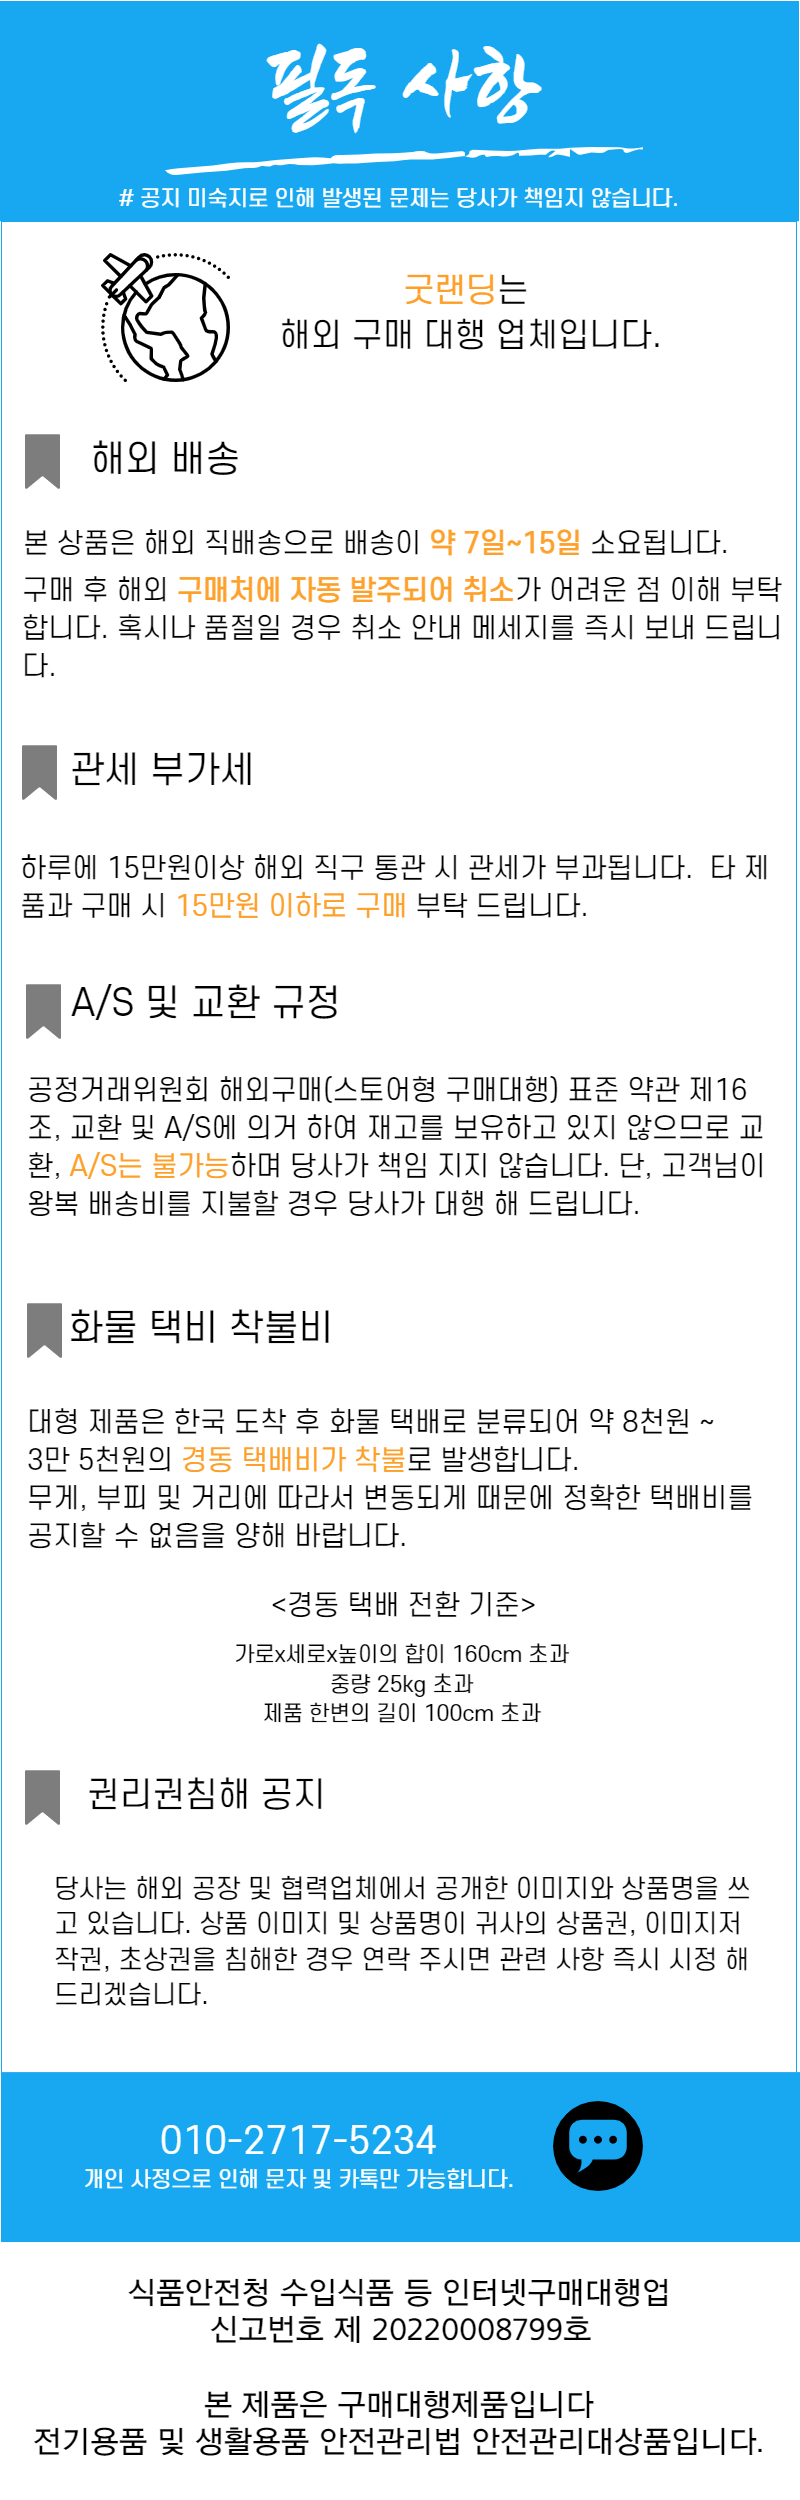 필독 사항
# 공지 미숙지로 인해 발생된 문제는 당사가 책임지 않습니다.
굿랜딩는
해외 구매 대행 업체입니다.
해외 배송
본 상품은 해외 직배송으로 배송이 약 7일~15일 소요됩니다.
구매 후 해외 구매처에 자동 발주되어 취소가 어려운 점 이해 부탁
합니다. 혹시나 품절일 경우 취소 안내 메세지를 즉시 보내 드립니
다.
관세 부가세
하루에 15만원이상 해외 직구 통관 시 관세가 부과됩니다. 타 제
품과 구매 시 15만원 이하로 구매 부탁 드립니다.
A/S 및 교환 규정
공정거래위원회 해외구매(스토어형 구매대행) 표준 약관 제16
조, 교환 및 A/S에 의거 하여 재고를 보유하고 있지 않으므로 교
환, A/S는 불가능하며 당사가 책임 지지 않습니다. 단, 고객님이
왕복 배송비를 지불할 경우 당사가 대행 해 드립니다.
화물 택비 착불비
대형 제품은 한국 도착 후 화물 택배로 분류되어 약 8천원 ~
3만 5천원의 경동 택배비가 착불로 발생합니다.
무게, 부피 및 거리에 따라서 변동되게 때문에 정확한 택배비를
공지할 수 없음을 양해 바랍니다.
<경동 택배 전환 기준>
가로x세로x높이의 합이 160cm 초과
중량 25kg 초과
제품 한변의 길이 100cm 초과
권리권침해 공지
당사는 해외 공장 및 협력업체에서 공개한 이미지와 상품명을 쓰
고 있습니다. 상품 이미지 및 상품명이 귀사의 상품권, 이미지저
작권, 초상권을 침해한 경우 연락 주시면 관련 사항 즉시 시정 해
드리겠습니다.
010-2717-5234
개인 사정으로 인해 문자 및 카톡만 가능합니다.
식품안전청 수입식품 등 인터넷구매대행업
신고번호 제 20220008799호
본 제품은 구매대행제품입니다
전기용품 및 생활용품 안전관리법 안전관리대상품입니다.